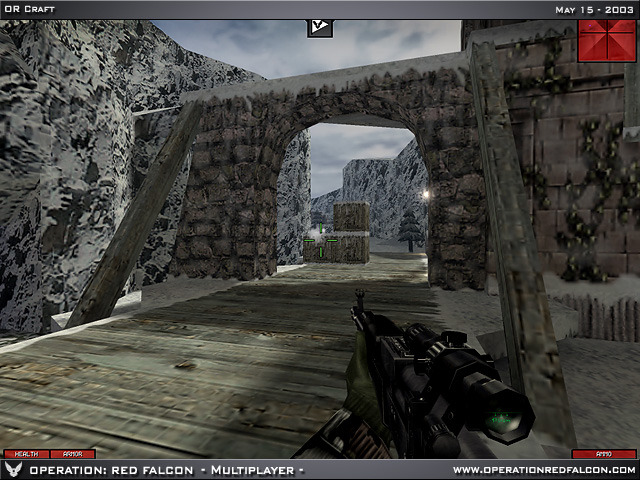 OR Craft
May 15 - 2003
HEALTH
ARMOR
AMMO
OPERATION: RED FALCON - Multiplayer -
www.operationredfalcon.com